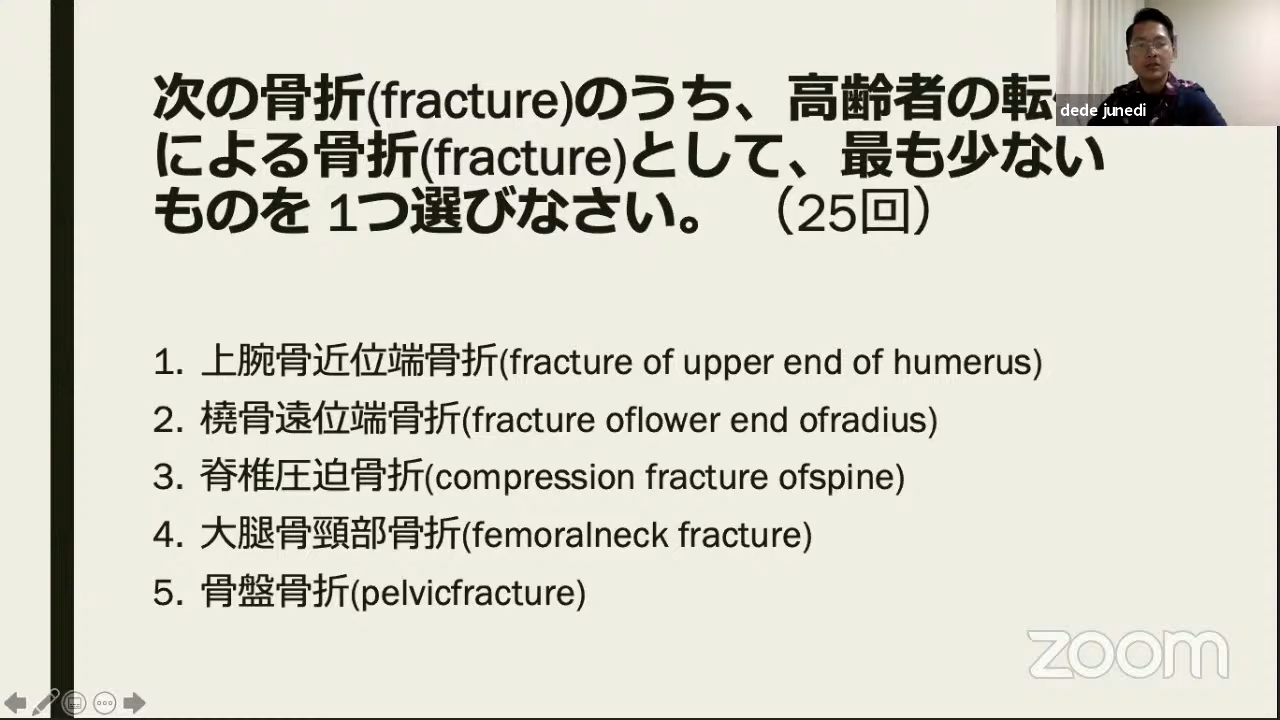 次の骨折(fracture)のうち、高齢者の転
による骨折(fracture)として、最も少ない
ものを 1つ選びなさい。 （25回）
1. 上腕骨近位端骨折(fracture of upper end of humerus)
2. 橈骨遠位端骨折(fracture oflower end ofradius)
3. 脊椎圧迫骨折(compression fracture ofspine)
4. 大腿骨頸部骨折(femoralneck fracture)
5. 骨盤骨折(pelvicfracture)
dede junedi
zoom